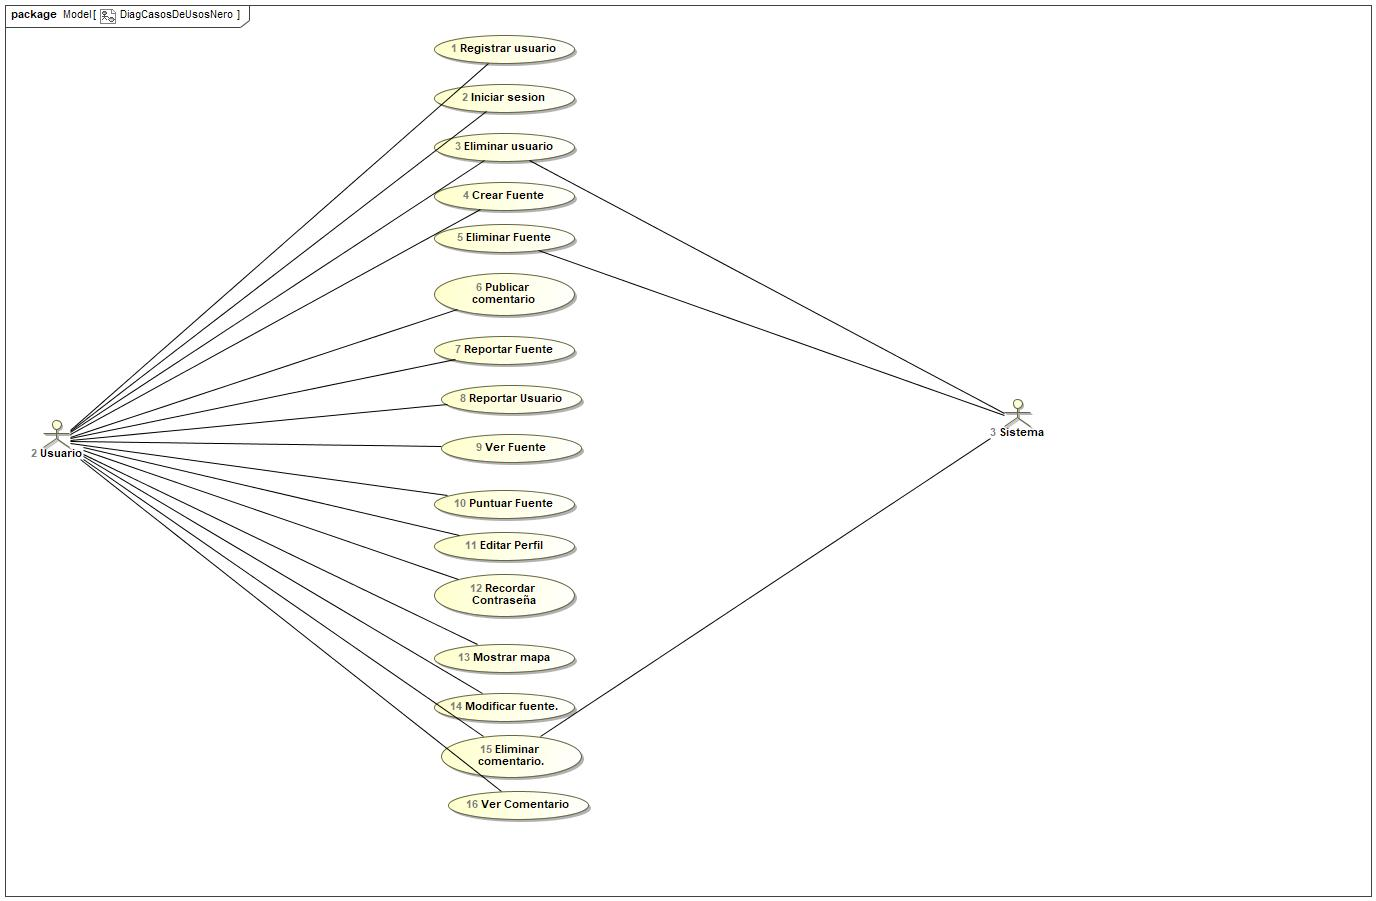 package Model [ DiagCasosDeUsosNero ]
1 Registrar usuario
2 Iniciar sesion
3 Eliminar usuario
4 Crear Fuente
5 Eliminar Fuente
6 Publicar
comentario
7 Reportar Fuente
8 Reportar Usuario
9 Ver Fuente
2 Usuario
3 Sistema
10 Puntuar Fuente
11 Editar Perfil
12 Recordar
Contraseña
13 Mostrar mapa
14 Modificar fuente.
15 Eliminar
comentario.
16 Ver Comentario